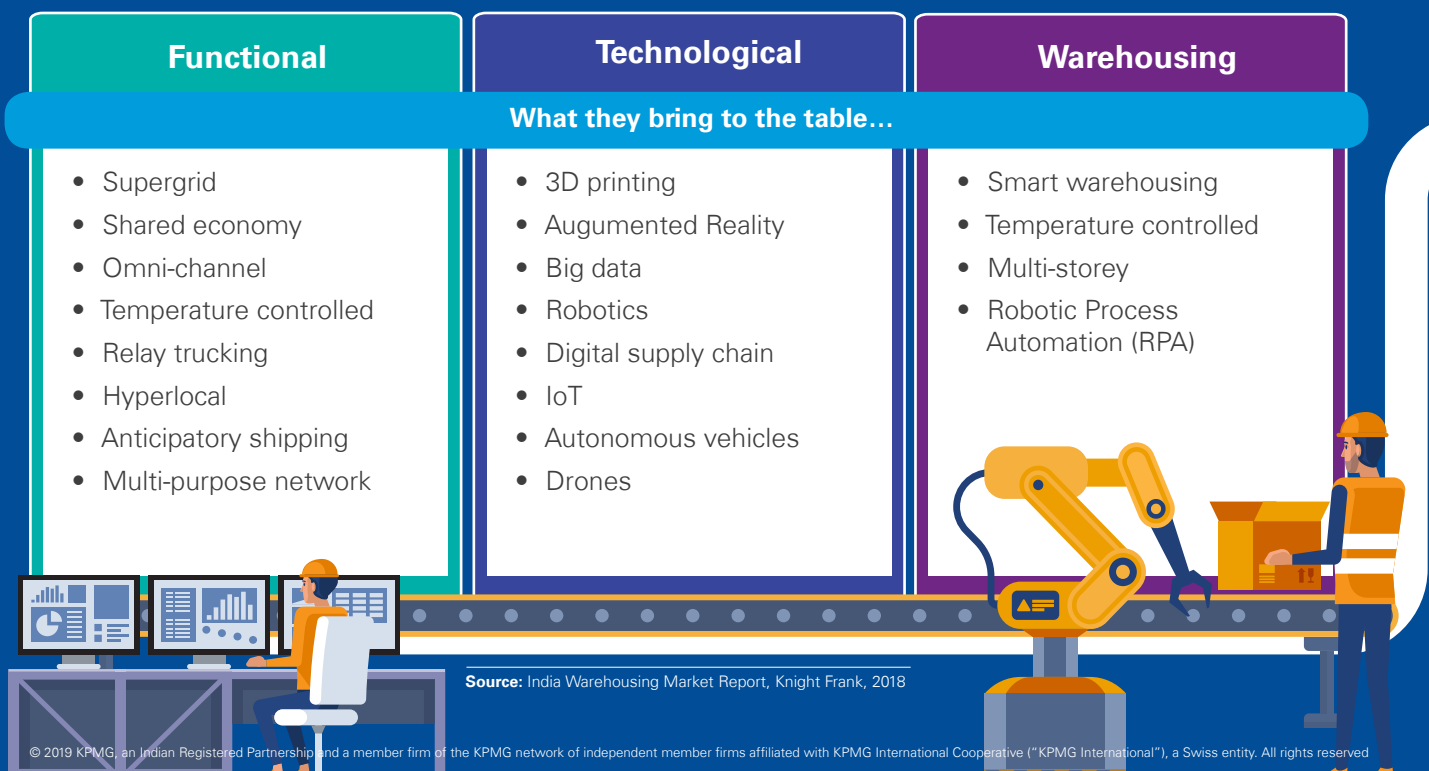 Functional
Technological
Warehousing
What they bring to the table…
• Supergrid
• Shared economy
• Omni-channel
• Temperature controlled
• Relay trucking
• Hyperlocal
• Anticipatory shipping
• Multi-purpose network
• 3D printing
• Augumented Reality
• Big data
• Robotics
• Digital supply chain
• IoT
• Autonomous vehicles
• Drones
• Smart warehousing
• Temperature controlled
• Multi-storey
• Robotic Process
Automation (RPA)
Source: India Warehousing Market Report, Knight Frank, 2018
© 2019 KPMG, an Indian Registered Partnership and a member firm of the KPMG network of independent member firms affiliated with KPMG International Cooperative (“KPMG International”), a Swiss entity. All rights reserved